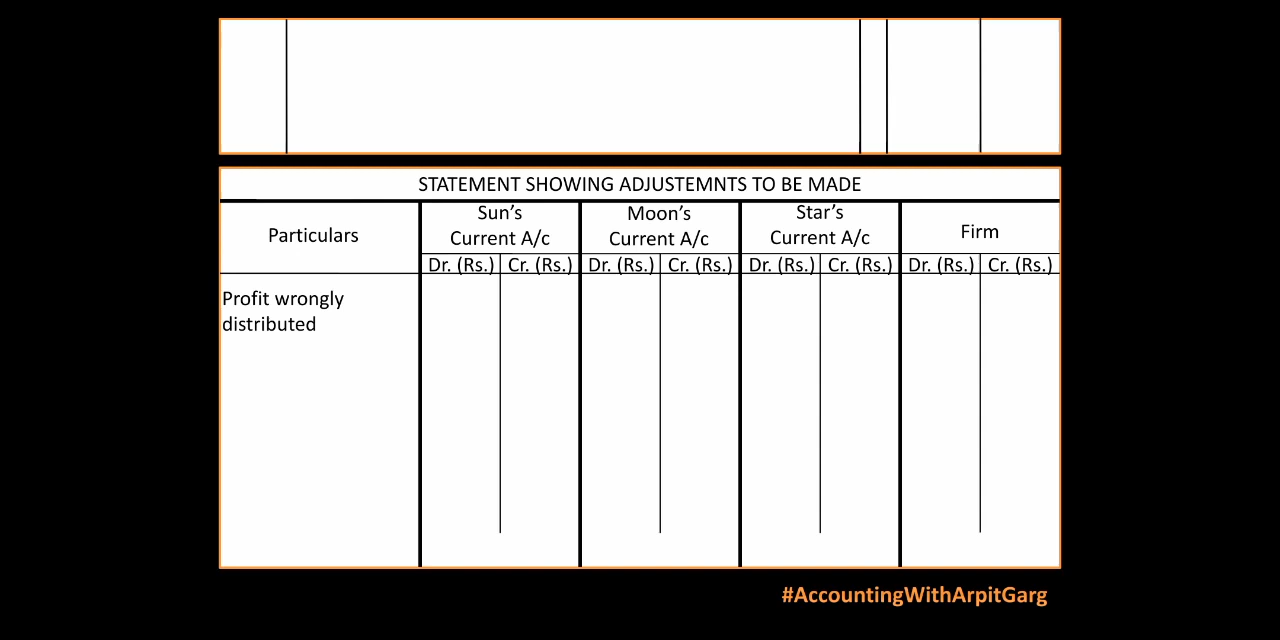 STATEMENT SHOWING ADJUSTEMNTS TO BE MADE
Particulars
Sun's
Current A/c
Moon's
Current A/c
Star's
Current A/c
Firm
Dr. (Rs.) Cr. (Rs.) Dr. (Rs.) Cr. (Rs.) Dr. (Rs.) Cr. (Rs.) Dr. (Rs.) Cr. (Rs.)
Profit wrongly
distributed
#AccountingWithArpitGarg